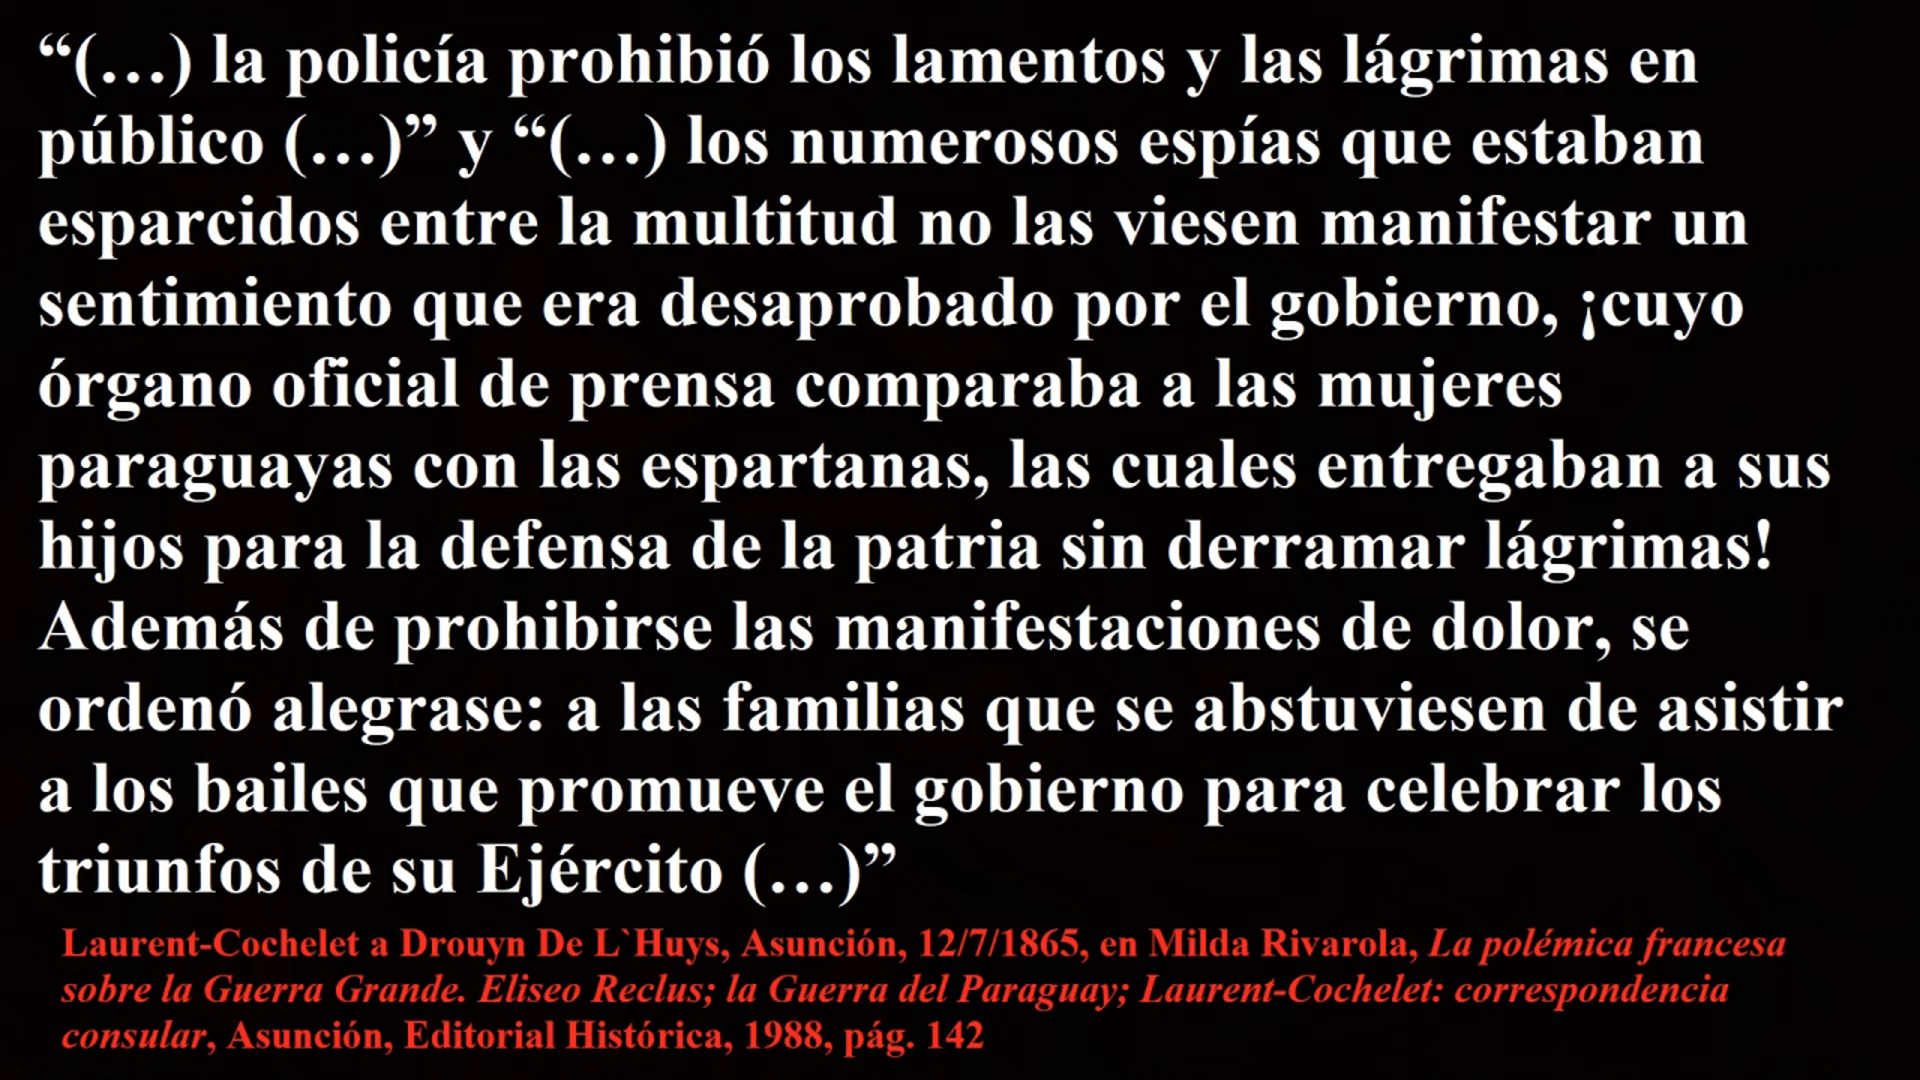 “(…) la policía prohibió los lamentos y las lágrimas en
público (…)” y “(…) los numerosos espías que estaban
esparcidos entre la multitud no las viesen manifestar un
sentimiento que era desaprobado por el gobierno, ¡cuyo
órgano oficial de prensa comparaba a las mujeres
paraguayas con las espartanas, las cuales entregaban a sus
hijos para la defensa de la patria sin derramar lágrimas!
Además de prohibirse las manifestaciones de dolor, se
ordenó alegrase: a las familias que se abstuviesen de asistir
a los bailes que promueve el gobierno para celebrar los
triunfos de su Ejército (…)”
Laurent-Cochelet a Drouyn De L`Huys, Asunción, 12/7/1865, en Milda Rivarola, La polémica francesa
sobre la Guerra Grande. Eliseo Reclus; la Guerra del Paraguay; Laurent-Cochelet: correspondencia
consular, Asunción, Editorial Histórica, 1988, pág. 142